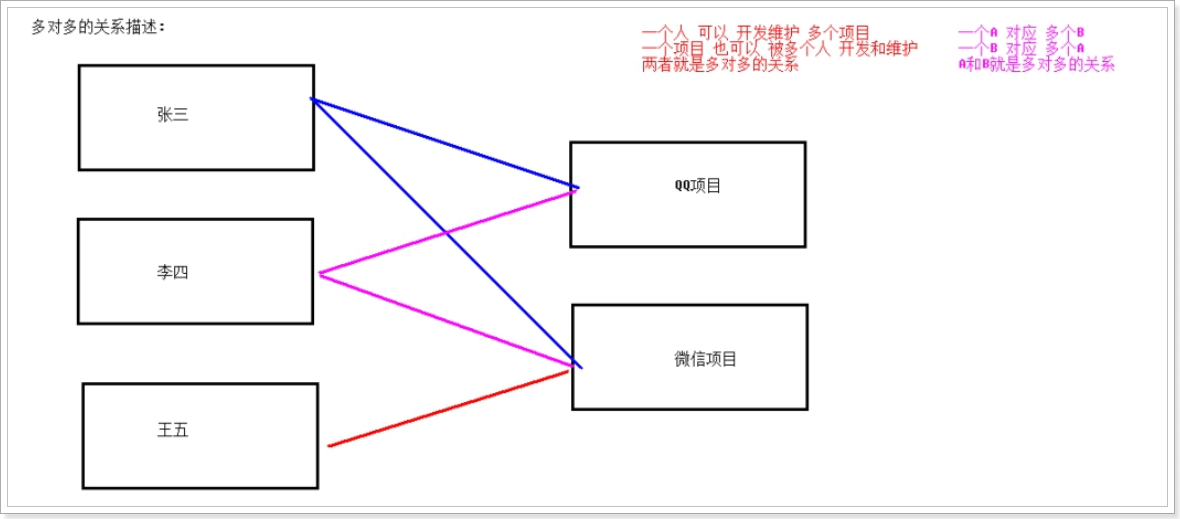 多对多的关系描述：
一个人 可以 开发维护 多个项目
一个项目 也可以 被多个人 开发和维护
两者就是多对多的关系
一个A 对应 多个B
一个B 对应 多个A
A和B就是多对多的关系
张三
QQ项目
李四
微信项目
王五